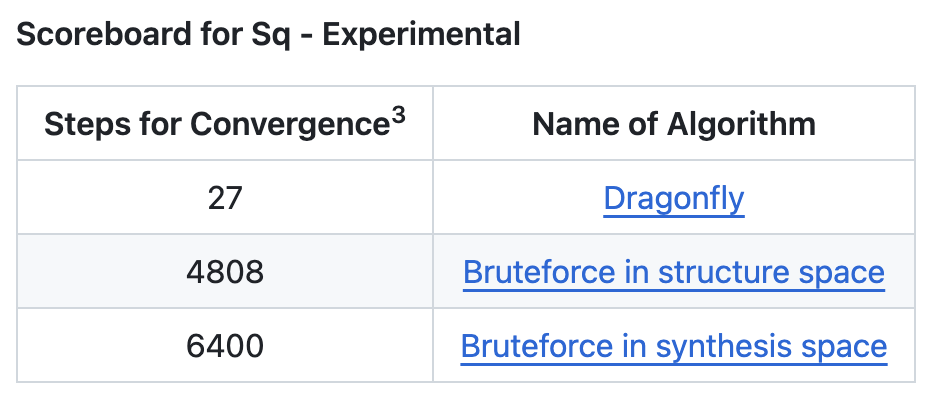 Scoreboard for Sq - Experimental
Steps for Convergence³ Name of Algorithm
27 Dragonfly
4808 Bruteforce in structure space
6400 Bruteforce in synthesis space